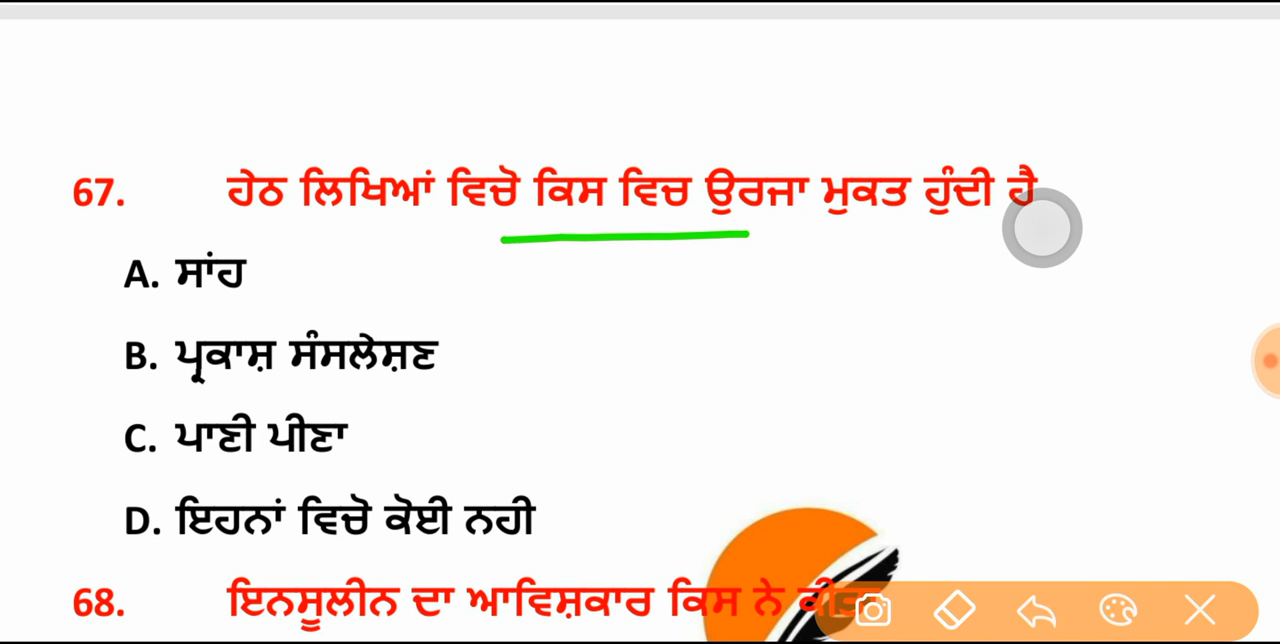 67. ਹੇਠ ਲਿਖਿਆਂ ਵਿਚੋ ਕਿਸ ਵਿਚ ਉਰਜਾ ਮੁਕਤ ਹੁੰਦੀ ਹੈ
A. ਸਾਂਹ
B. ਪ੍ਰਕਾਸ਼ ਸੰਸਲੇਸ਼ਣ
C. ਪਾਣੀ ਪੀਣਾ
D. ਇਹਨਾਂ ਵਿਚੋ ਕੋਈ ਨਹੀ
68. ਇਨਸੂਲੀਨ ਦਾ ਆਵਿਸ਼ਕਾਰ ਕਿਸ ਨੇ